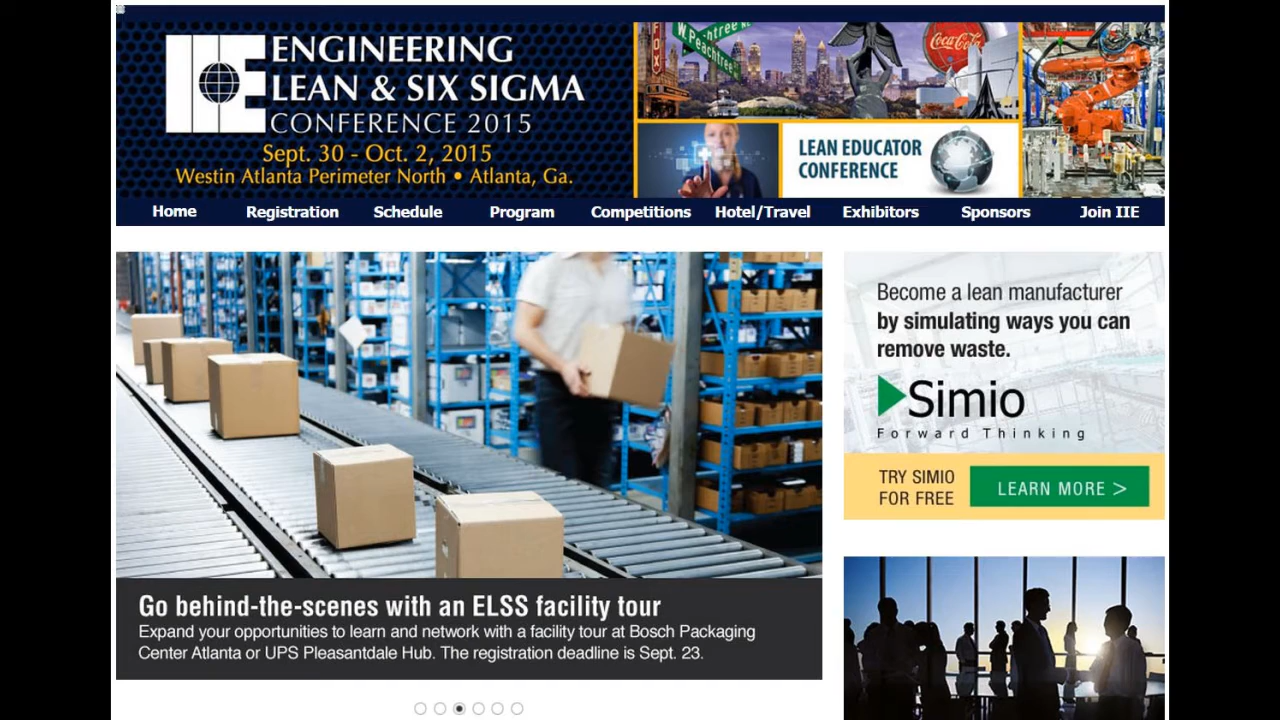 IIE
ENGINEERING
LEAN & SIX SIGMA
CONFERENCE 2015
Sept. 30 - Oct. 2, 2015
Westin Atlanta Perimeter North • Atlanta, Ga.
FOX
W. Peachtree
Peachtree
Coca-Cola
LEAN EDUCATOR
CONFERENCE
Home Registration Schedule Program Competitions Hotel/Travel Exhibitors Sponsors Join IIE
Go behind-the-scenes with an ELSS facility tour
Expand your opportunities to learn and network with a facility tour at Bosch Packaging
Center Atlanta or UPS Pleasantdale Hub. The registration deadline is Sept. 23.
Become a lean manufacturer
by simulating ways you can
remove waste.
Simio
Forward Thinking
TRY SIMIO
FOR FREE
LEARN MORE >